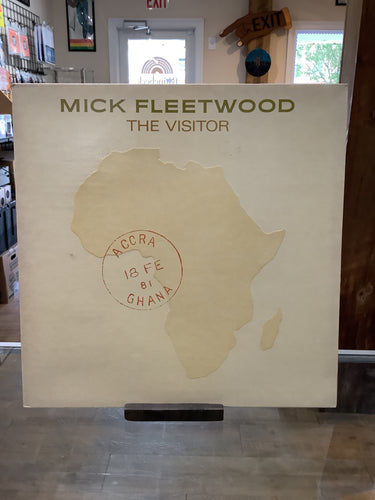 EXIT
EXIT
MICK FLEETWOOD
THE VISITOR
ACCRA
18 FE
81
GHANA